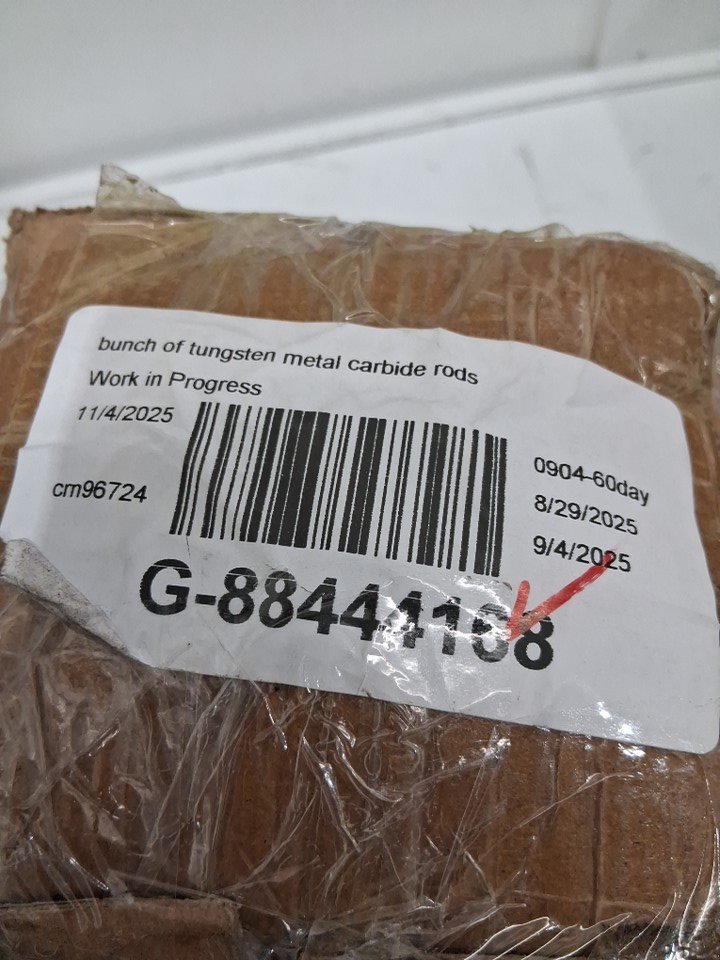 bunch of tungsten metal carbide rods
Work in Progress
11/4/2025
cm96724
0904-60day
8/29/2025
9/4/2025
G-88444168